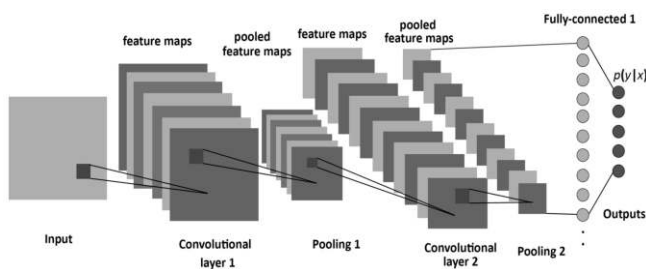 feature maps
pooled
feature maps
feature maps
pooled
feature maps
Fully-connected 1
p(y|x)
Input
Convolutional
layer 1
Pooling 1
Convolutional
layer 2
Pooling 2
Outputs